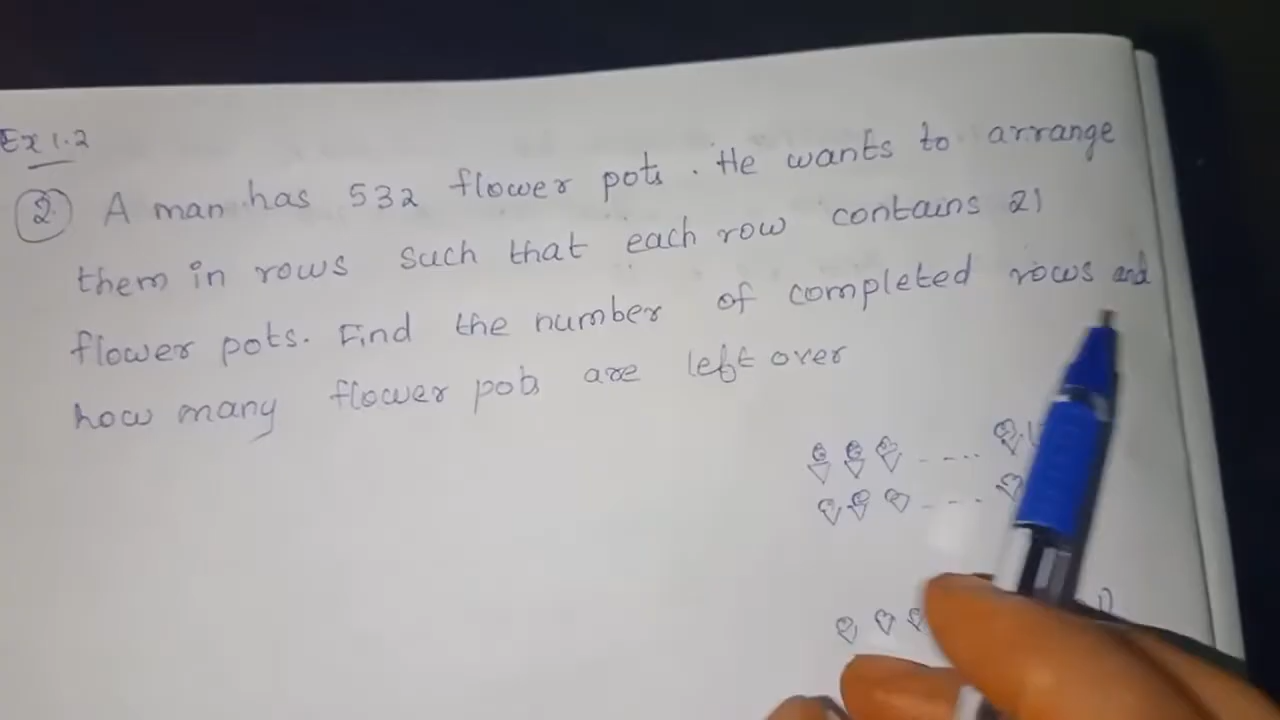 Ex 1.2
2. A man has 532 flower pots. He wants to arrange
them in rows such that each row contains 21
flower pots. Find the number of completed rows and
how many flower pots are left over